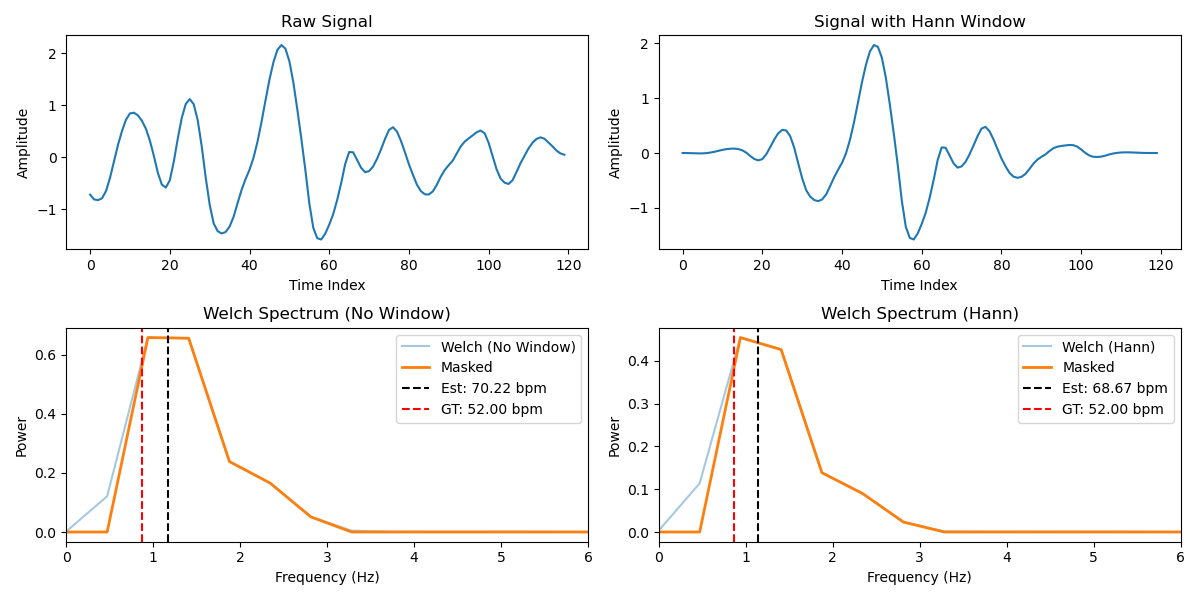 Raw Signal
Amplitude
2
1
0
−1
0 20 40 60 80 100 120
Time Index
Signal with Hann Window
Amplitude
2
1
0
−1
0 20 40 60 80 100 120
Time Index
Welch Spectrum (No Window)
Power
0.6
0.4
0.2
0.0
Welch (No Window)
Masked
Est: 70.22 bpm
GT: 52.00 bpm
0 1 2 3 4 5 6
Frequency (Hz)
Welch Spectrum (Hann)
Power
0.4
0.3
0.2
0.1
0.0
Welch (Hann)
Masked
Est: 68.67 bpm
GT: 52.00 bpm
0 1 2 3 4 5 6
Frequency (Hz)